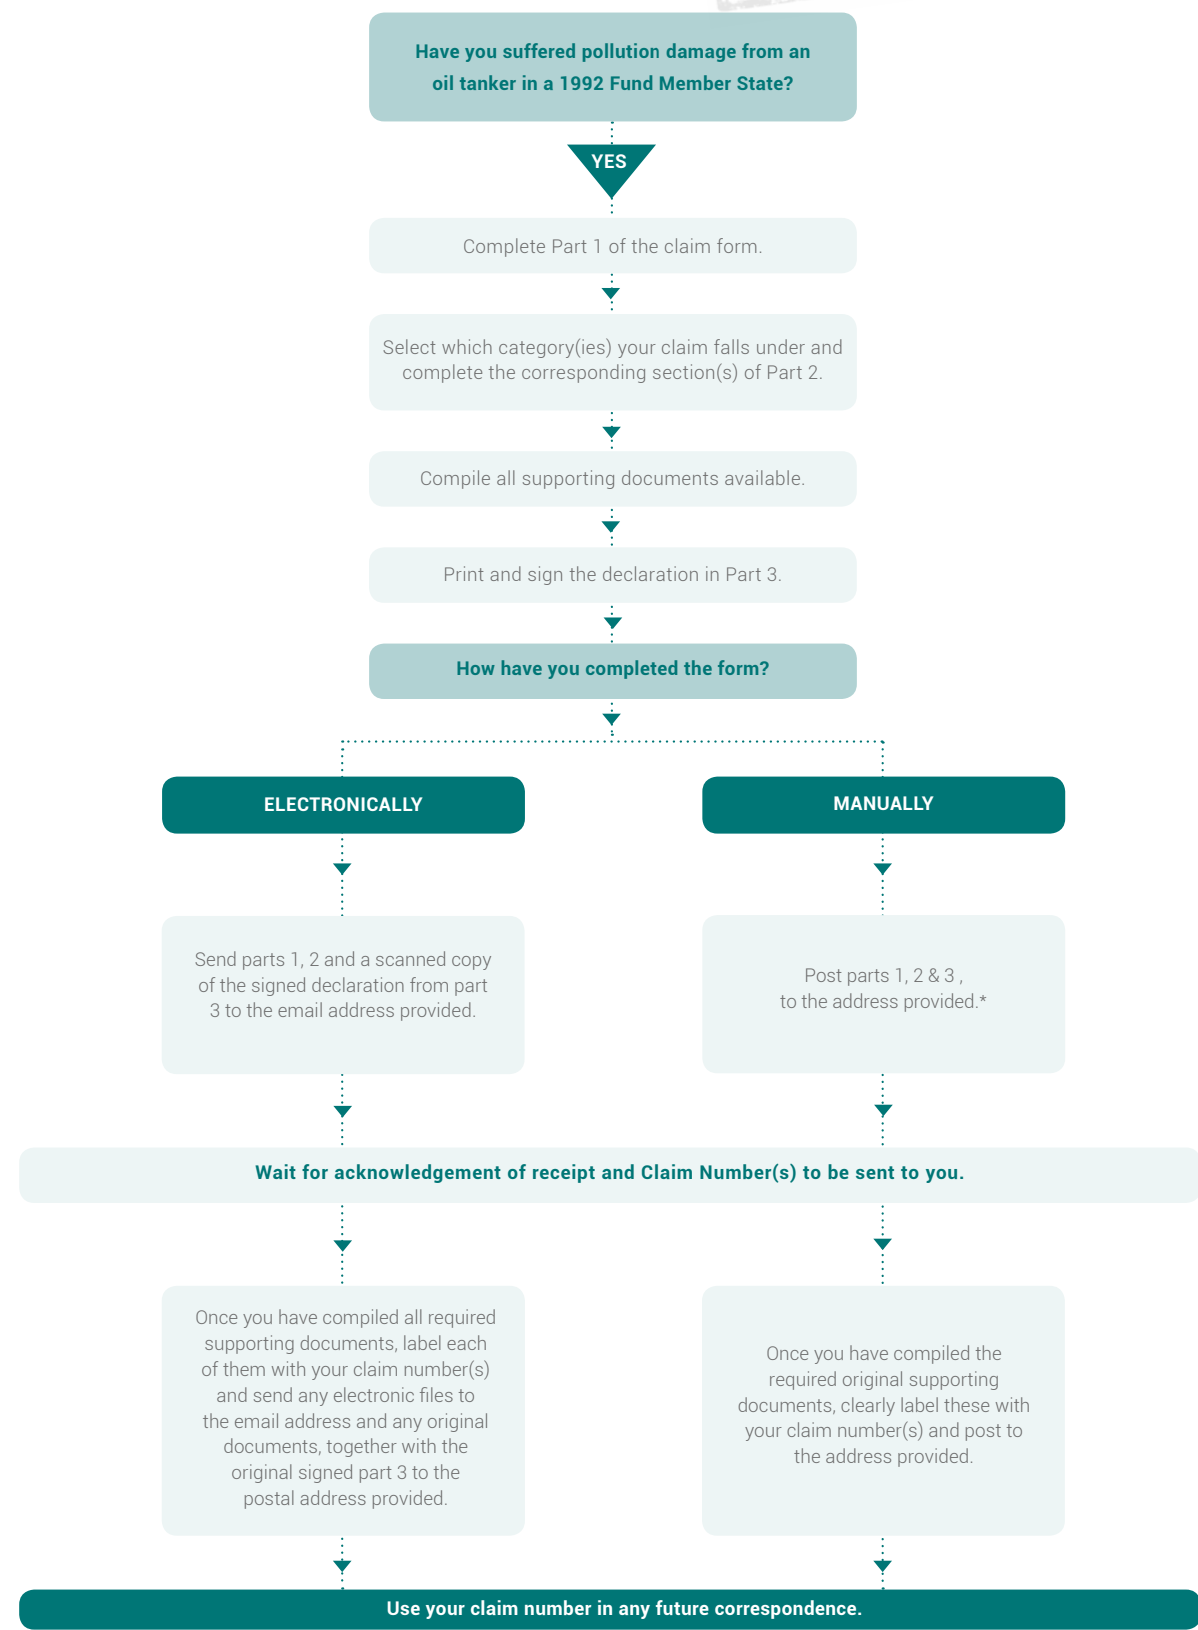 Have you suffered pollution damage from an
oil tanker in a 1992 Fund Member State?
YES
Complete Part 1 of the claim form.
Select which category(ies) your claim falls under and
complete the corresponding section(s) of Part 2.
Compile all supporting documents available.
Print and sign the declaration in Part 3.
How have you completed the form?
ELECTRONICALLY
MANUALLY
Send parts 1, 2 and a scanned copy
of the signed declaration from part
3 to the email address provided.
Post parts 1, 2 & 3 ,
to the address provided.*
Wait for acknowledgement of receipt and Claim Number(s) to be sent to you.
Once you have compiled all required
supporting documents, label each
of them with your claim number(s)
and send any electronic files to
the email address and any original
documents, together with the
original signed part 3 to the
postal address provided.
Once you have compiled the
required original supporting
documents, clearly label these with
your claim number(s) and post to
the address provided.
Use your claim number in any future correspondence.